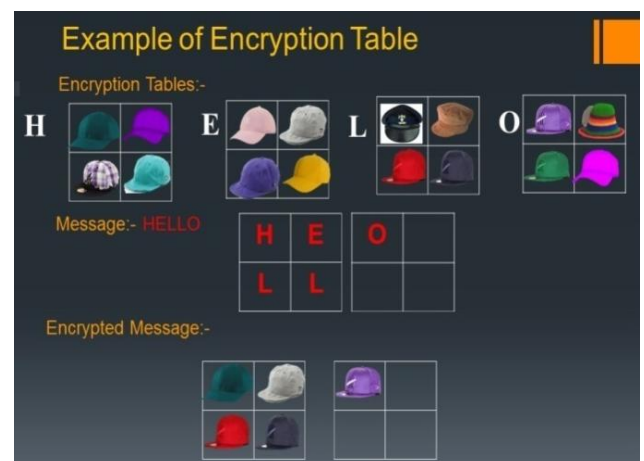 Example of Encryption Table
Encryption Tables:-
H E L O
Message:- HELLO
H E O
L L
Encrypted Message:-